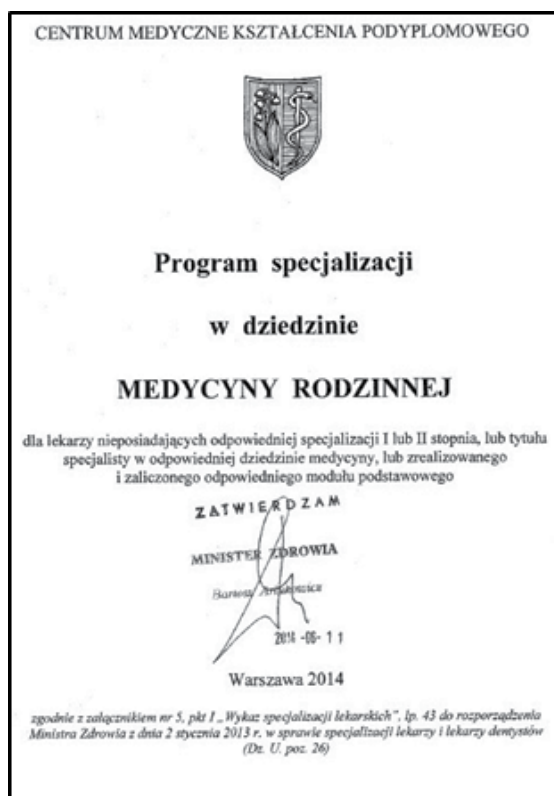 CENTRUM MEDYCZNE KSZTAŁCENIA PODYPLOMOWEGO
Program specjalizacji
w dziedzinie
MEDYCYNY RODZINNEJ
dla lekarzy nieposiadających odpowiedniej specjalizacji I lub II stopnia, lub tytułu
specjalisty w odpowiedniej dziedzinie medycyny, lub zrealizowanego
i zaliczonego odpowiedniego modułu podstawowego
ZATWIERDZAM
MINISTER ZDROWIA
Bartosz
2014 -06- 11
Warszawa 2014
zgodnie z załącznikiem nr 5, pkt I „Wykaz specjalizacji lekarskich”, lp. 43 do rozporządzenia
Ministra Zdrowia z dnia 2 stycznia 2013 r. w sprawie specjalizacji lekarzy i lekarzy dentystów
(Dz. U. poz. 26)